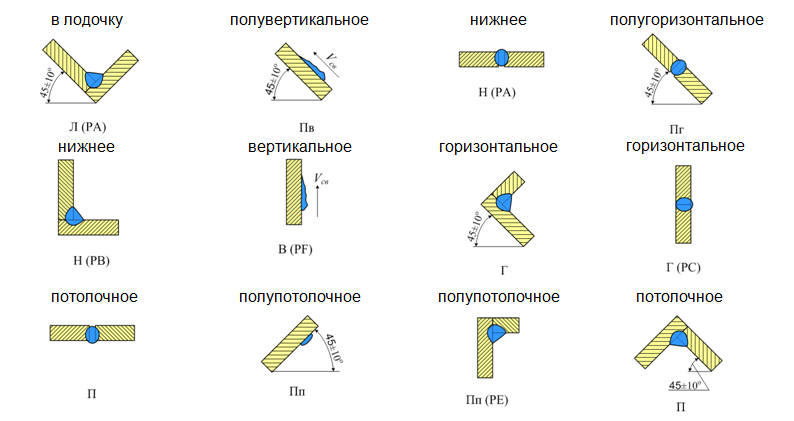 в лодочку
полувертикальное
нижнее
полугоризонтальное
45±10°
45±10°
Vсв
45±10°
Л (PA)
Пв
Н (PA)
Пг
нижнее
вертикальное
горизонтальное
горизонтальное
Vсв
45±10°
Н (PB)
В (PF)
Г
Г (PC)
потолочное
полупотолочное
полупотолочное
потолочное
45±10°
45±10°
П
Пп
Пп (PE)
П